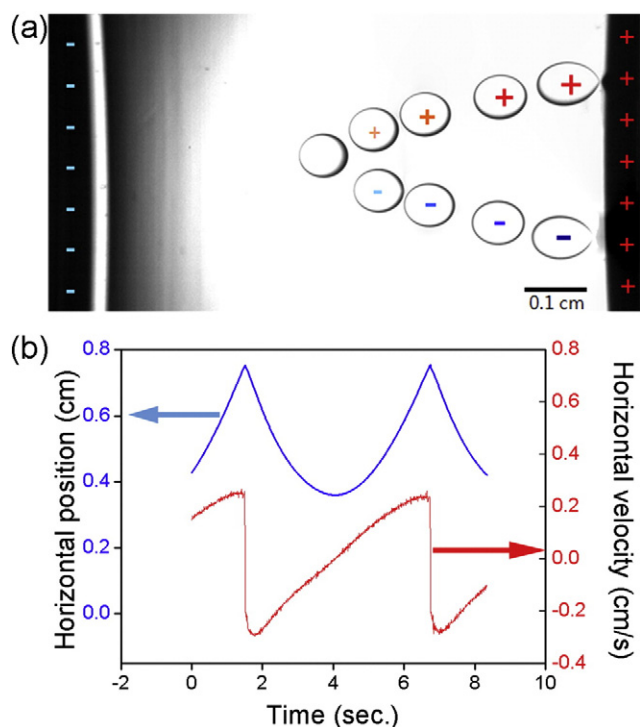 (a)
- + + + + + +
- + + + + + +
- - - - -
0.1 cm
(b)
Horizontal position (cm)
0.8
0.6
0.4
0.2
0.0
0.8
0.6
0.4
0.2
0.0
-0.2
-0.4
Horizontal velocity (cm/s)
-2 0 2 4 6 8 10
Time (sec.)